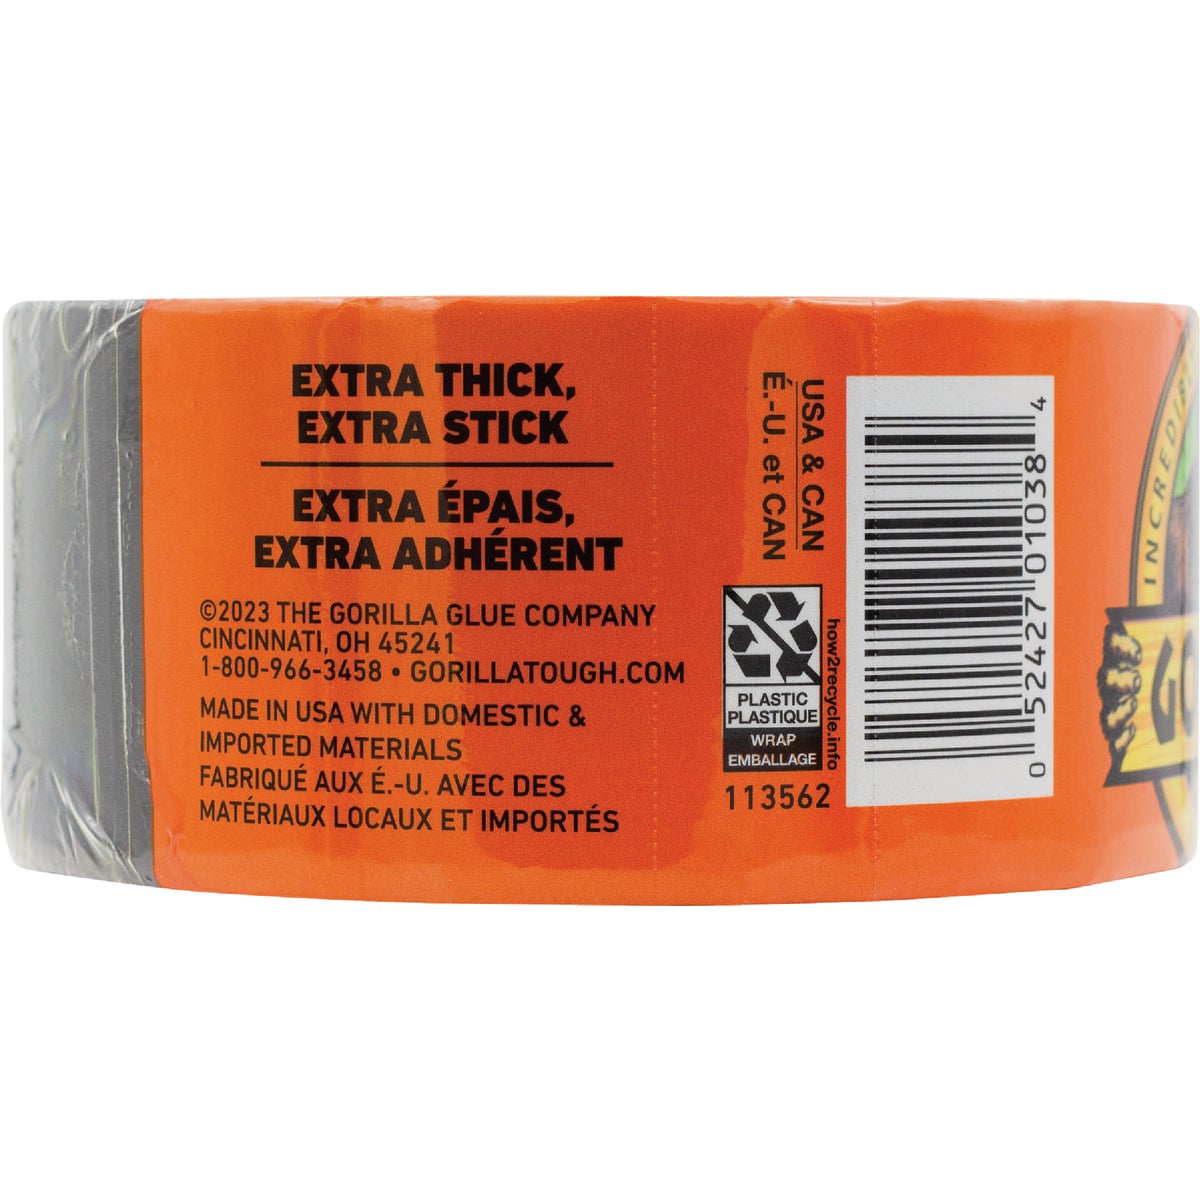 EXTRA THICK,
EXTRA STICK
EXTRA ÉPAIS,
EXTRA ADHÉRENT
©2023 THE GORILLA GLUE COMPANY
CINCINNATI, OH 45241
1-800-966-3458 • GORILLATOUGH.COM
MADE IN USA WITH DOMESTIC &
IMPORTED MATERIALS
FABRIQUÉ AUX É.-U. AVEC DES
MATÉRIAUX LOCAUX ET IMPORTÉS
USA & CAN
É.-U. et CAN
PLASTIC
PLASTIQUE
WRAP
EMBALLAGE
how2recycle.info
113562
0 52427 01038 4